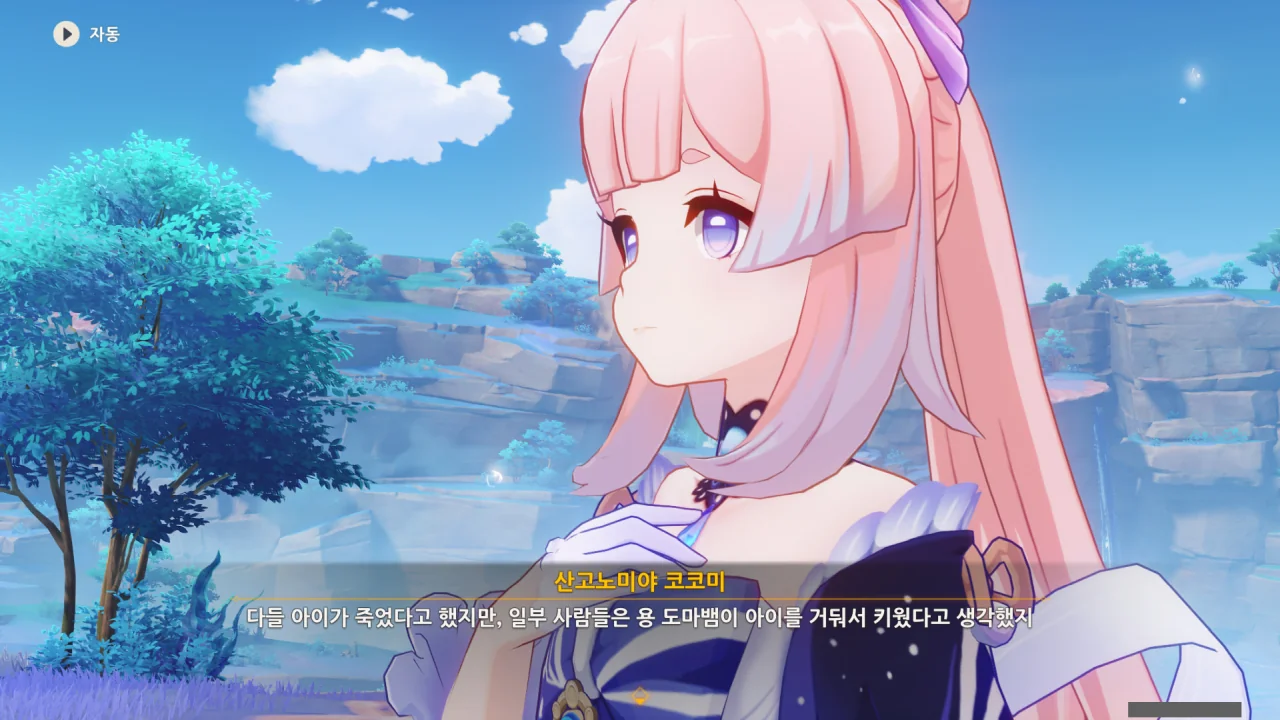 자동
산고노미야 코코미
다들 아이가 죽었다고 했지만, 일부 사람들은 용 도마뱀이 아이를 거둬서 키웠다고 생각했지